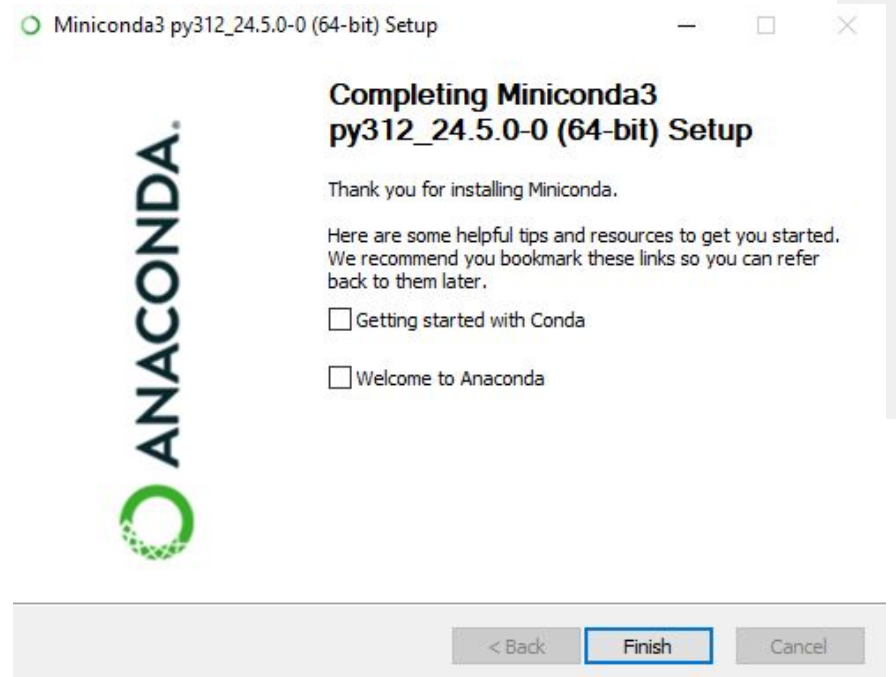 Miniconda3 py312_24.5.0-0 (64-bit) Setup
ANACONDA.
Completing Miniconda3
py312_24.5.0-0 (64-bit) Setup
Thank you for installing Miniconda.
Here are some helpful tips and resources to get you started.
We recommend you bookmark these links so you can refer
back to them later.
Getting started with Conda
Welcome to Anaconda
< Back
Finish
Cancel